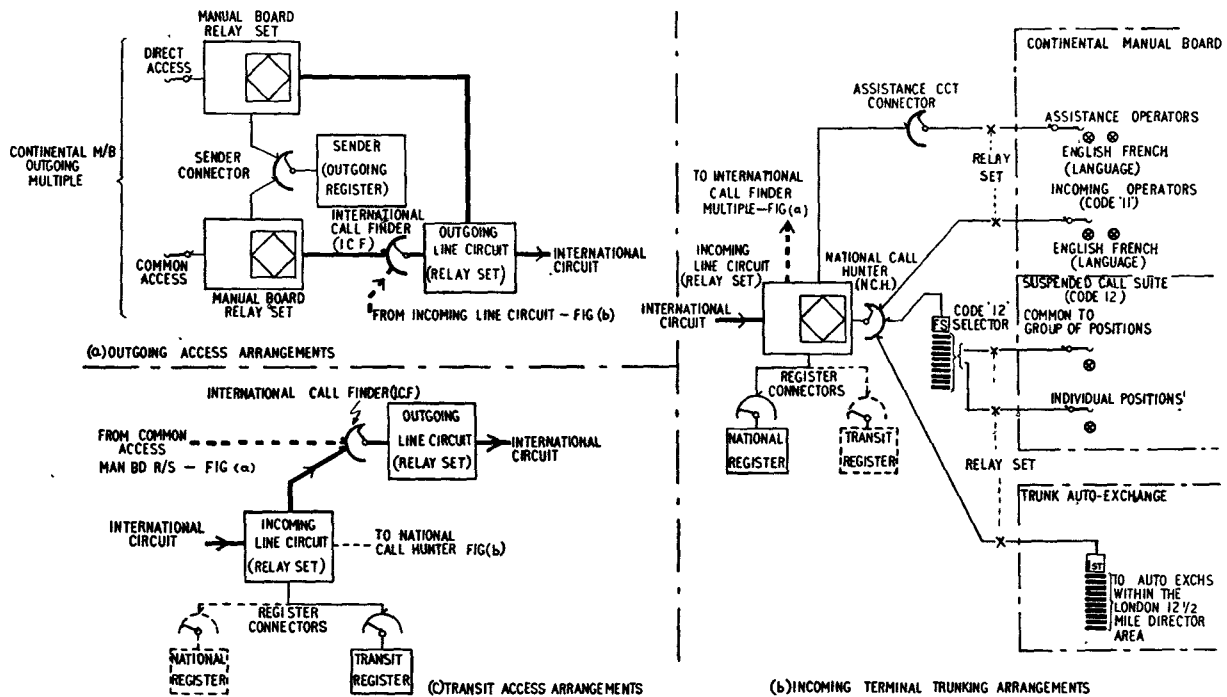 MANUAL BOARD
RELAY SET
DIRECT
ACCESS
CONTINENTAL M/B
OUTGOING
MULTIPLE
SENDER
CONNECTOR
SENDER
(OUTGOING
REGISTER)
INTERNATIONAL
CALL FINDER
(I.C.F)
OUTGOING
LINE CIRCUIT
(RELAY SET)
INTERNATIONAL
CIRCUIT
COMMON
ACCESS
MANUAL BOARD
RELAY SET
FROM INCOMING LINE CIRCUIT – FIG (b)
(a) OUTGOING ACCESS ARRANGEMENTS
INTERNATIONAL CALL FINDER (I.C.F)
FROM COMMON
ACCESS
MAN BD R/S – FIG (a)
OUTGOING
LINE CIRCUIT
(RELAY SET)
INTERNATIONAL
CIRCUIT
INTERNATIONAL
CIRCUIT
INCOMING
LINE CIRCUIT
(RELAY SET)
TO NATIONAL
CALL HUNTER FIG(b)
REGISTER
CONNECTORS
NATIONAL
REGISTER
TRANSIT
REGISTER
(C) TRANSIT ACCESS ARRANGEMENTS
CONTINENTAL MANUAL BOARD
ASSISTANCE CCT
CONNECTOR
ASSISTANCE OPERATORS
ENGLISH FRENCH
(LANGUAGE)
RELAY
SET
INCOMING OPERATORS
(CODE '11')
ENGLISH FRENCH
(LANGUAGE)
TO INTERNATIONAL
CALL FINDER
MULTIPLE–FIG(a)
INCOMING
LINE CIRCUIT
(RELAY SET)
NATIONAL CALL
HUNTER
(N.C.H.)
INTERNATIONAL
CIRCUIT
SUSPENDED CALL SUITE
(CODE 12)
CODE '12'
SELECTOR
FS
COMMON TO
GROUP OF POSITIONS
INDIVIDUAL POSITIONS'
REGISTER
CONNECTORS
NATIONAL
REGISTER
TRANSIT
REGISTER
RELAY SET
TRUNK AUTO-EXCHANGE
1ST
TO AUTO EXCHS
WITHIN THE
LONDON 12 1/2
MILE DIRECTOR
AREA
(b) INCOMING TERMINAL TRUNKING ARRANGEMENTS